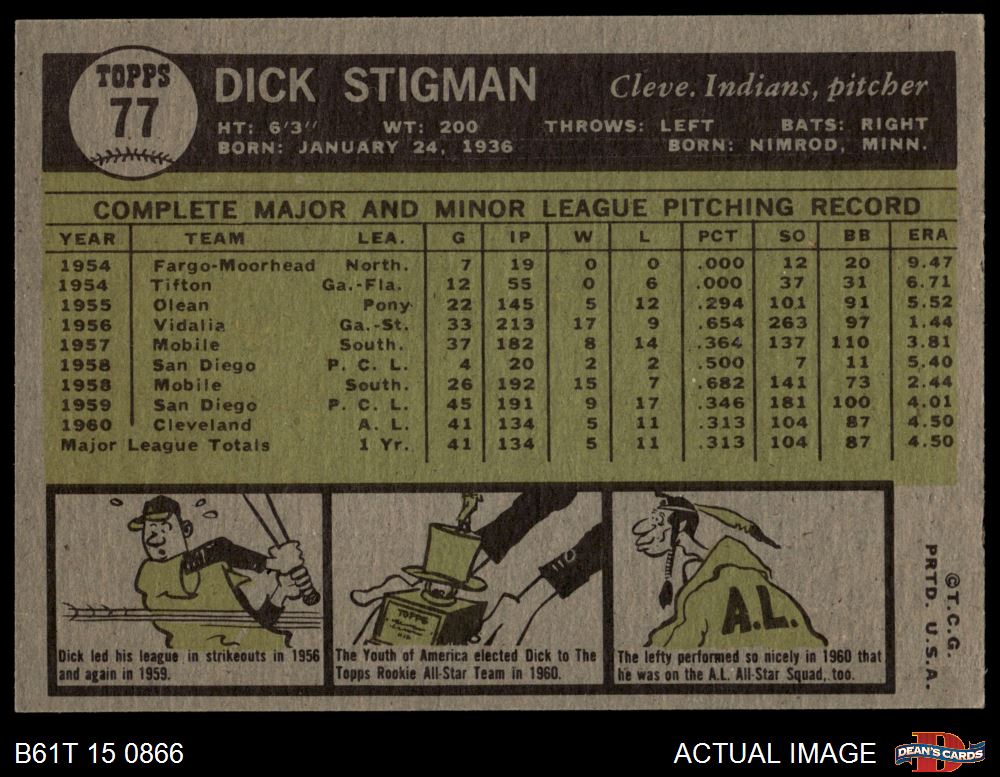 TOPPS
77
DICK STIGMAN
Cleve. Indians, pitcher
HT: 6'3" WT: 200 THROWS: LEFT BATS: RIGHT
BORN: JANUARY 24, 1936 BORN: NIMROD, MINN.
COMPLETE MAJOR AND MINOR LEAGUE PITCHING RECORD
YEAR TEAM LEA. G IP W L PCT SO BB ERA
1954 Fargo-Moorhead North. 7 19 0 0 .000 12 20 9.47
1954 Tifton Ga.-Fla. 12 55 0 6 .000 37 31 6.71
1955 Olean Pony 22 145 5 12 .294 101 91 5.52
1956 Vidalia Ga.-St. 33 213 17 9 .654 263 97 1.44
1957 Mobile South. 37 182 8 14 .364 137 110 3.81
1958 San Diego P. C. L. 4 20 2 2 .500 7 11 5.40
1958 Mobile South. 26 192 15 7 .682 141 73 2.44
1959 San Diego P. C. L. 45 191 9 17 .346 181 100 4.01
1960 Cleveland A. L. 41 134 5 11 .313 104 87 4.50
Major League Totals 1 Yr. 41 134 5 11 .313 104 87 4.50
Dick led his league in strikeouts in 1956
and again in 1959.
TOPPS
The Youth of America elected Dick to The
Topps Rookie All-Star Team in 1960.
A.L.
The lefty performed so nicely in 1960 that
he was on the A.L. All-Star Squad, too.
©T.C.G.
PRTD. U.S.A.
B61T 15 0866
ACTUAL IMAGE
DEAN'S CARDS